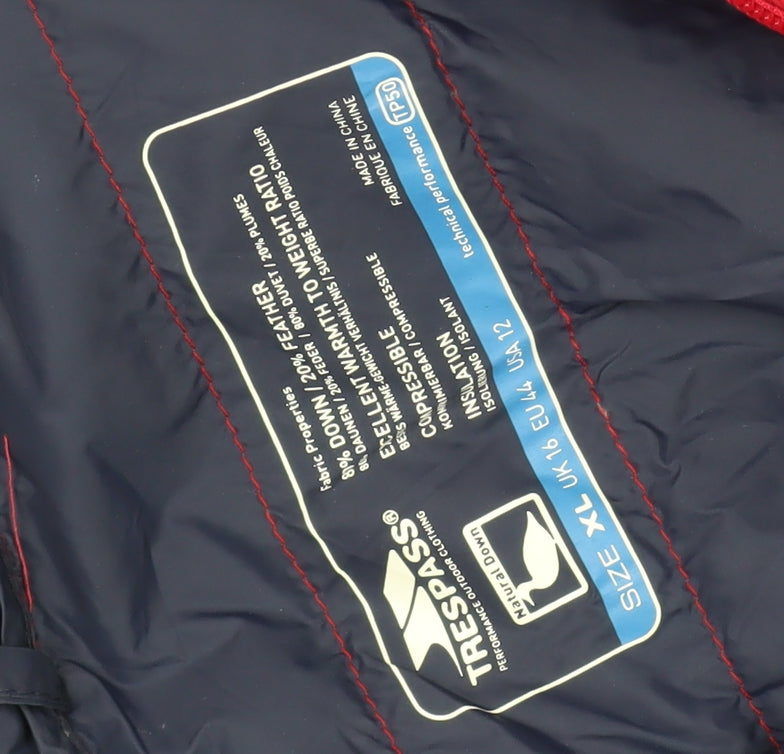 TRESPASS®
PERFORMANCE OUTDOOR CLOTHING
Natural Down
Fabric Properties
80% DOWN / 20% FEATHER
80% DAUNEN / 20% FEDER / 80% DUVET / 20% PLUMES
EXCELLENT WARMTH TO WEIGHT RATIO
BESTES WÄRME-GEWICHT VERHÄLTNIS / SUPERBE RATIO POIDS CHALEUR
COMPRESSIBLE
KOMPRIMIERBAR / COMPRESSIBLE
INSULATION
ISOLIERUNG / ISOLANT
MADE IN CHINA
FABRIQUE EN CHINE
SIZE XL UK 16 EU 44 USA 12
technical performance TP50